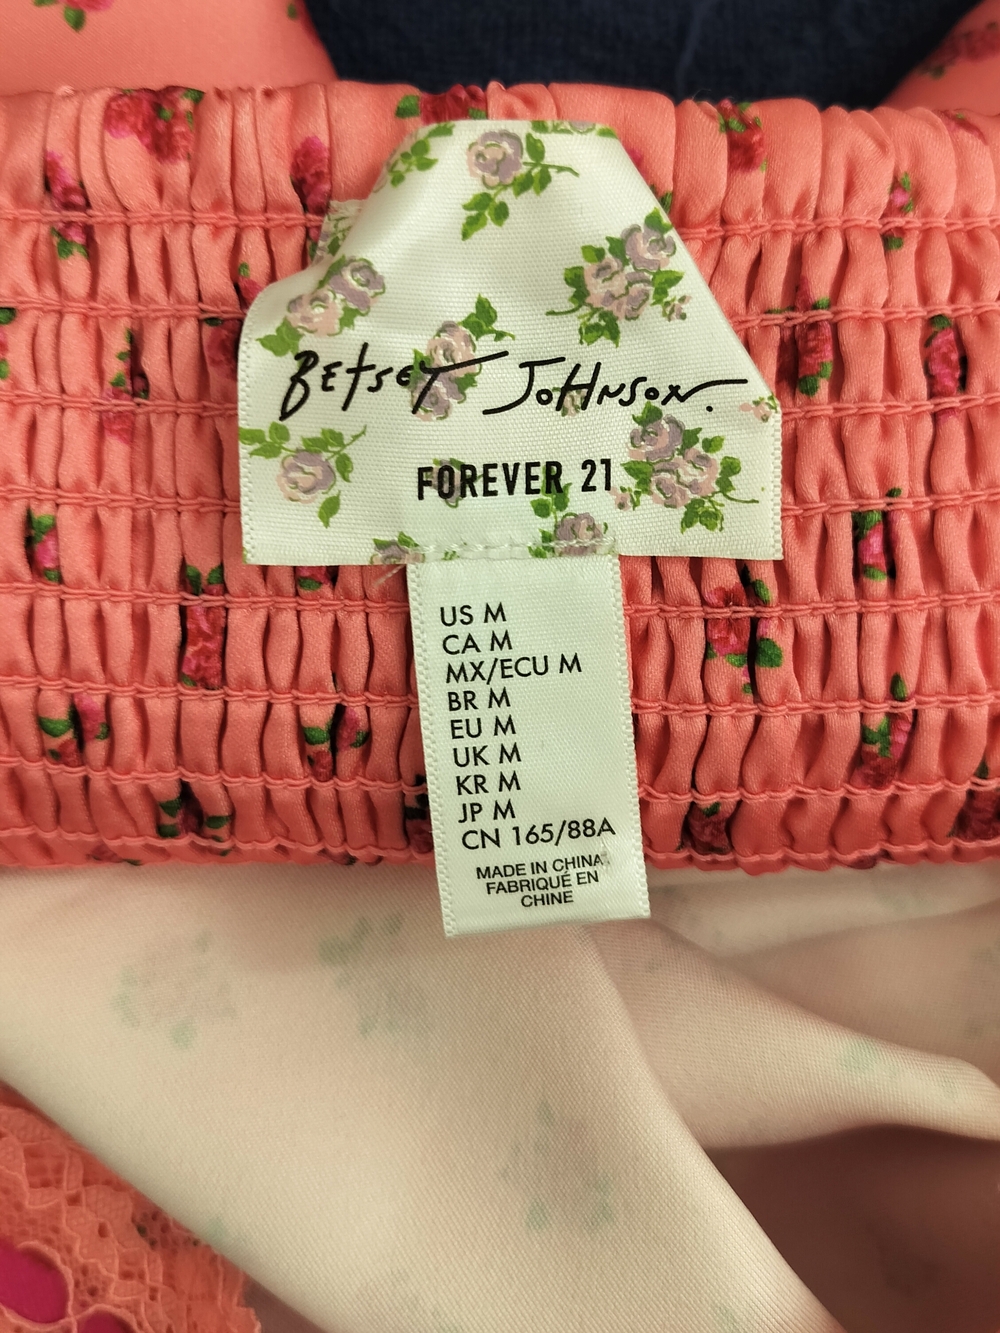 BETSEY JOHNSON.
FOREVER 21
US M
CA M
MX/ECU M
BR M
EU M
UK M
KR M
JP M
CN 165/88A
MADE IN CHINA
FABRIQUÉ EN
CHINE